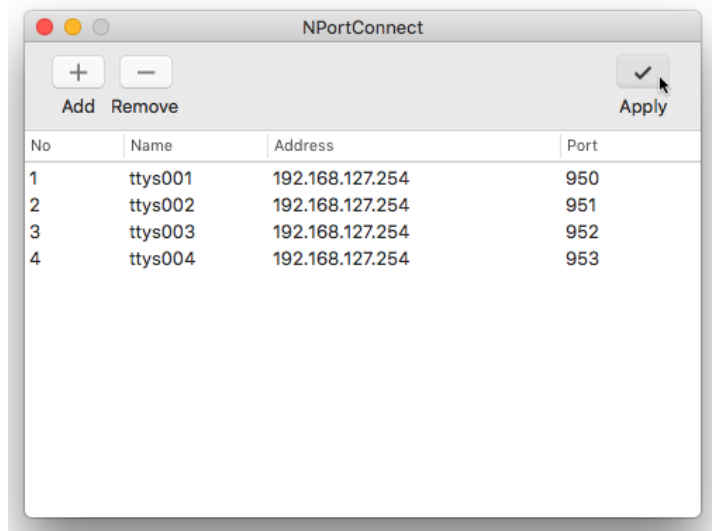 NPortConnect
Add Remove Apply
No Name Address Port
1 ttys001 192.168.127.254 950
2 ttys002 192.168.127.254 951
3 ttys003 192.168.127.254 952
4 ttys004 192.168.127.254 953